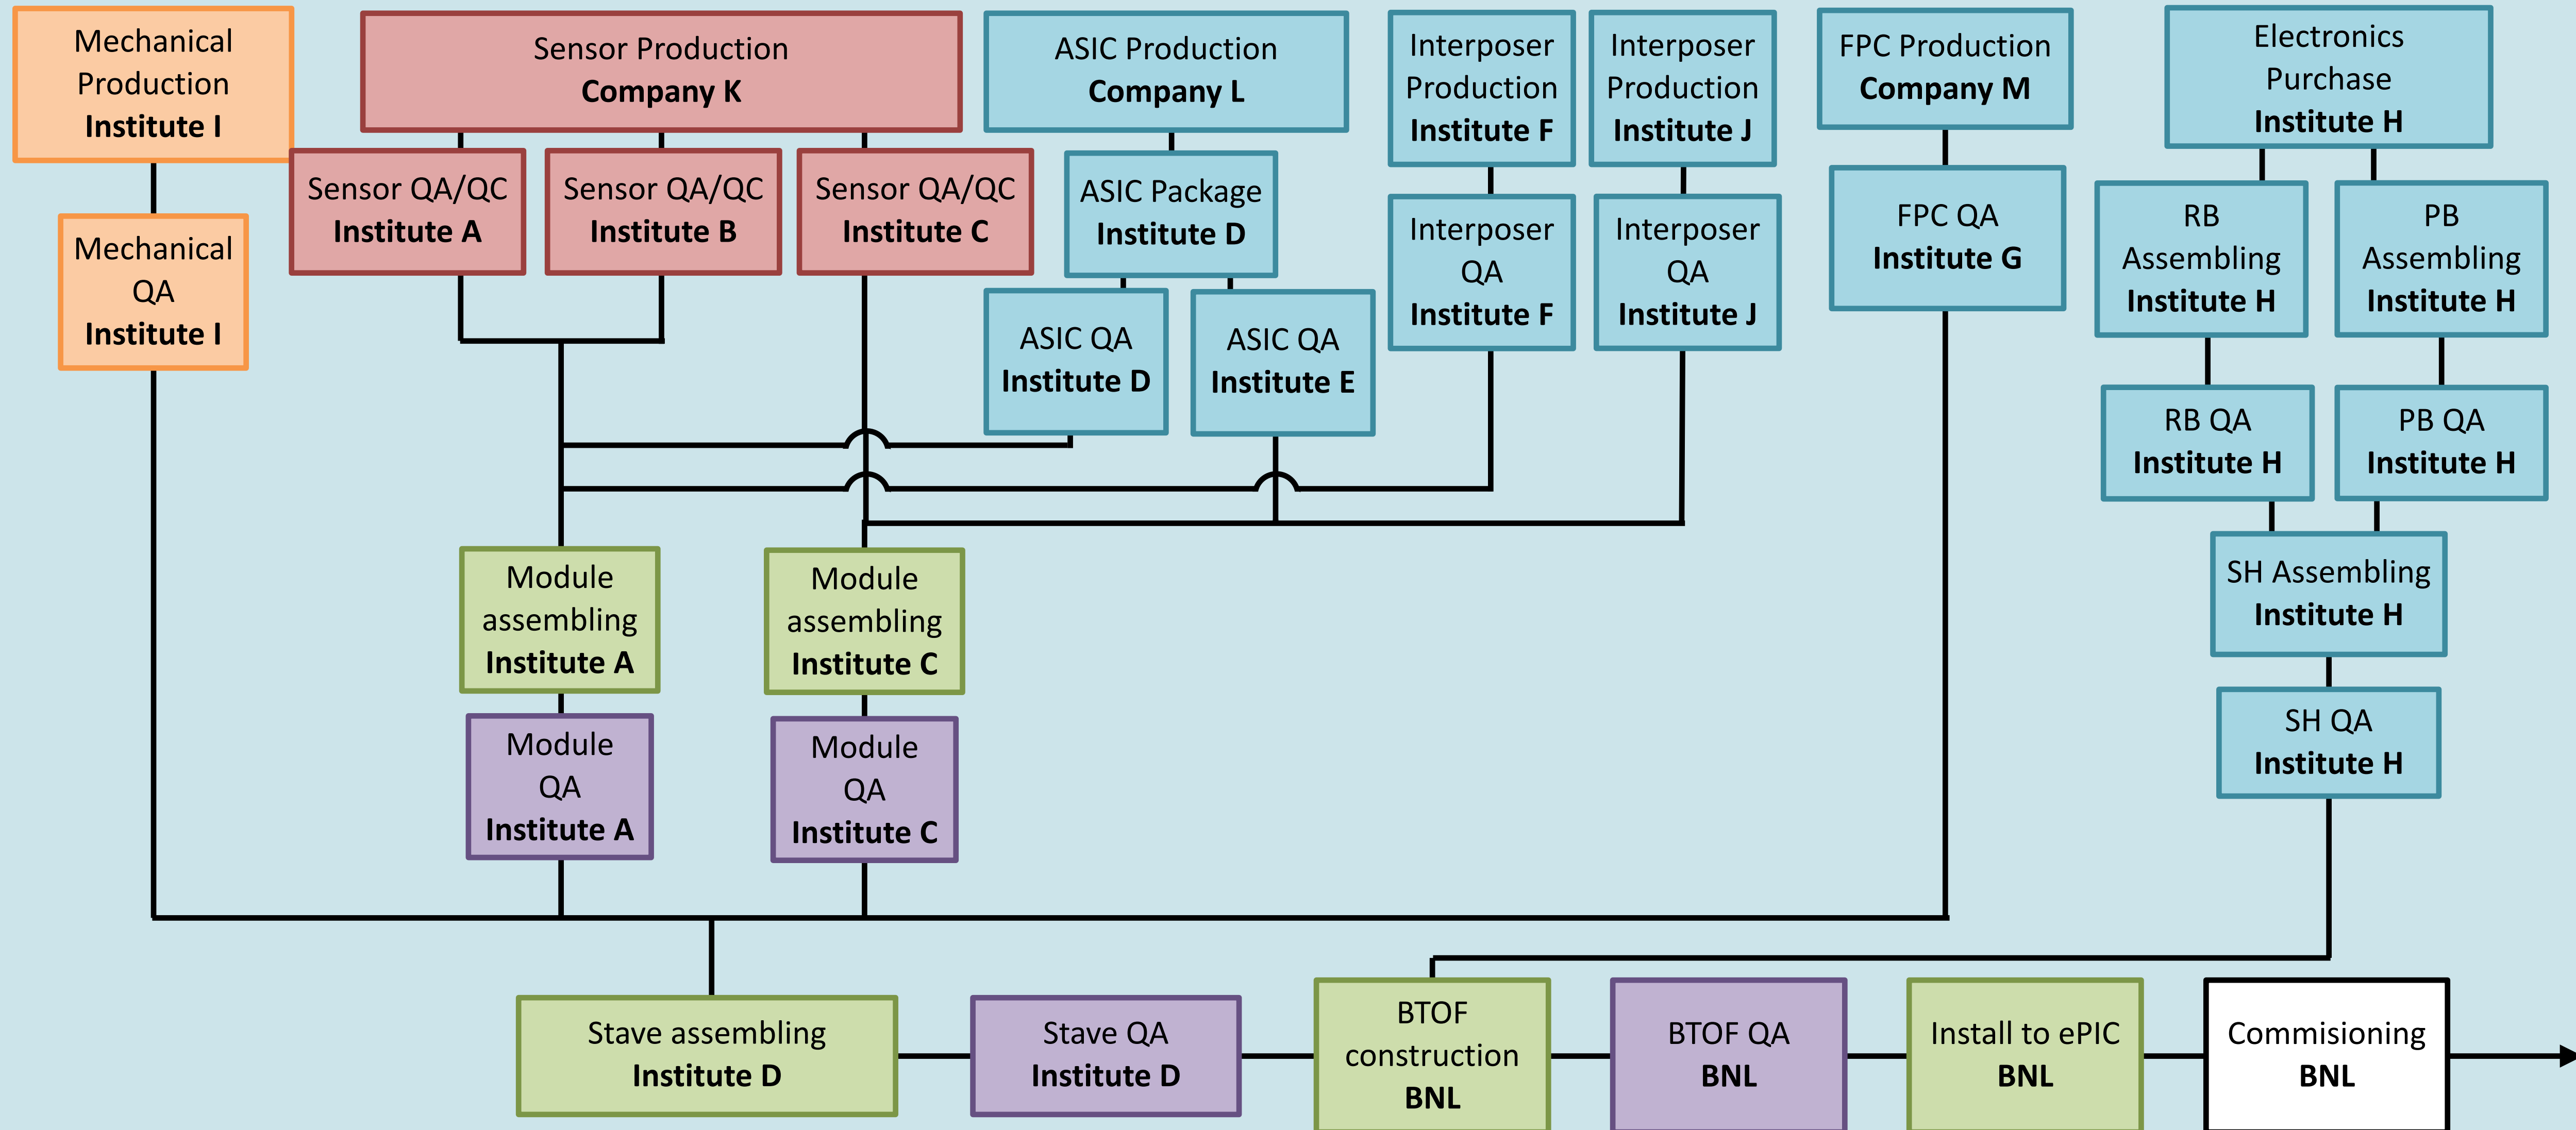 Mechanical
Production
Institute I
Sensor Production
Company K
ASIC Production
Company L
Interposer
Production
Institute F
Interposer
Production
Institute J
FPC Production
Company M
Electronics
Purchase
Institute H
Mechanical
QA
Institute I
Sensor QA/QC
Institute A
Sensor QA/QC
Institute B
Sensor QA/QC
Institute C
ASIC Package
Institute D
ASIC QA
Institute D
ASIC QA
Institute E
Interposer
QA
Institute F
Interposer
QA
Institute J
FPC QA
Institute G
RB
Assembling
Institute H
PB
Assembling
Institute H
RB QA
Institute H
PB QA
Institute H
SH Assembling
Institute H
SH QA
Institute H
Module
assembling
Institute A
Module
assembling
Institute C
Module
QA
Institute A
Module
QA
Institute C
Stave assembling
Institute D
Stave QA
Institute D
BTOF
construction
BNL
BTOF QA
BNL
Install to ePIC
BNL
Commisioning
BNL